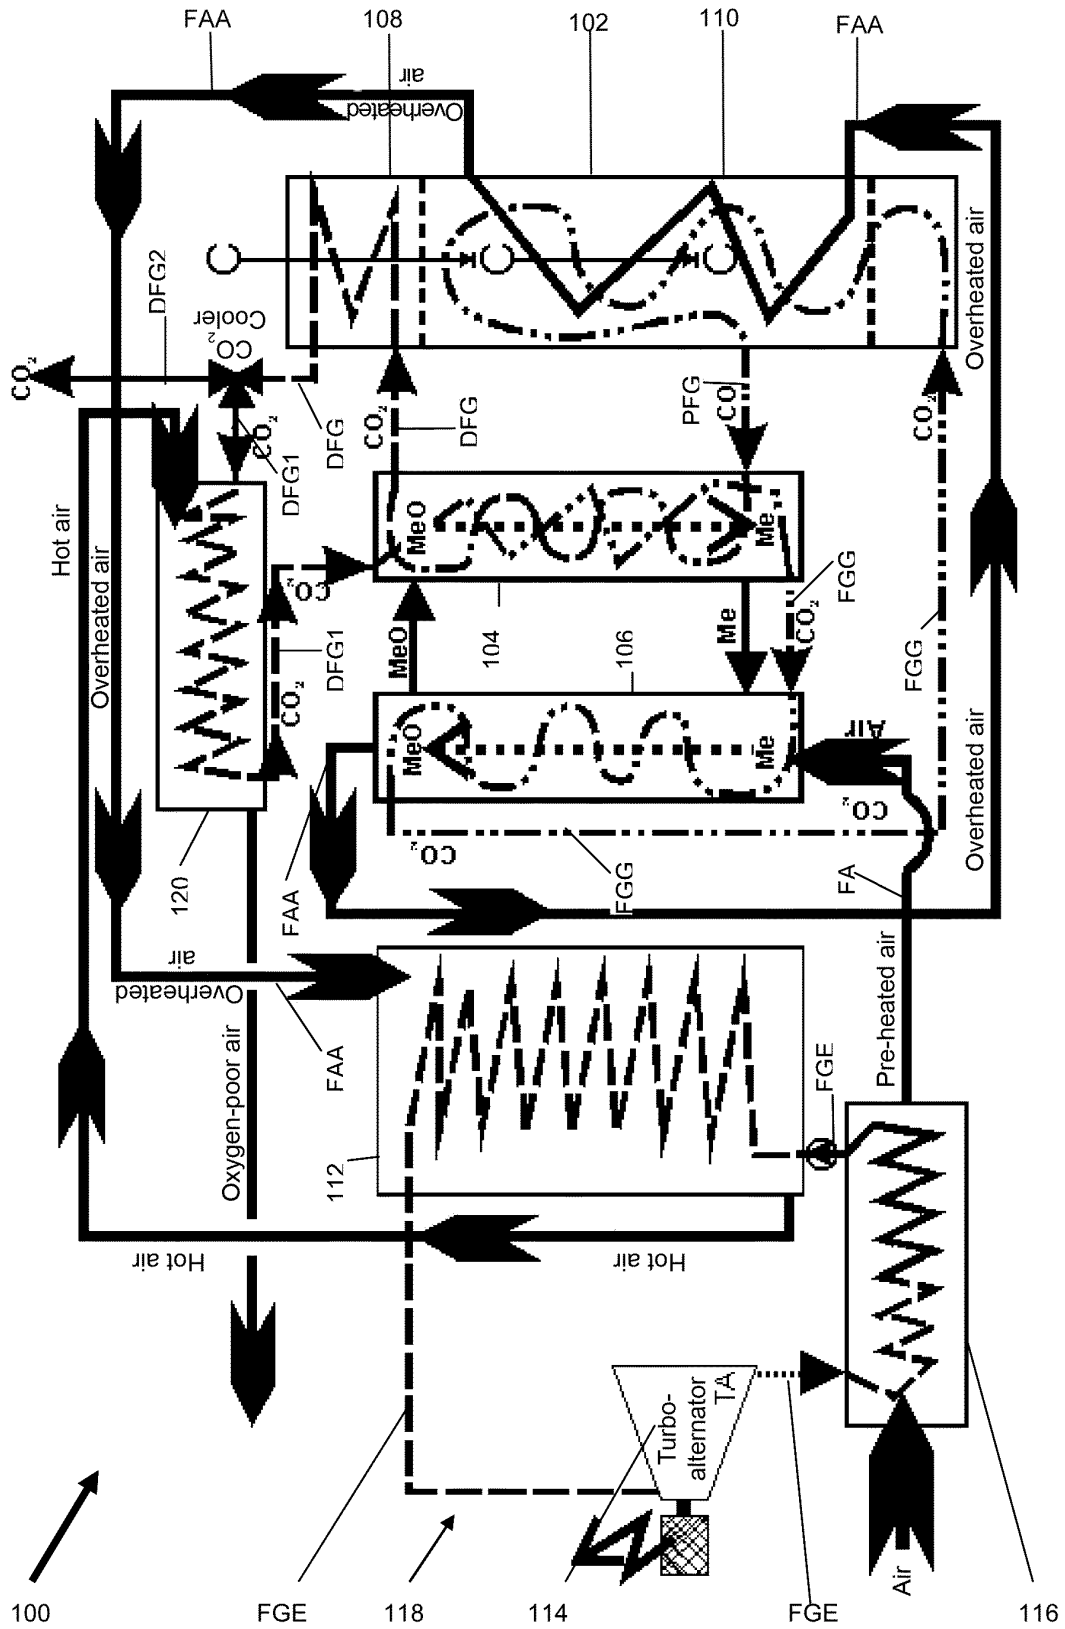 FAA
108
102
110
FAA
Overheated
air
C
C
C
Overheated air
DFG2
CO₂
Cooler
CO₂
CO₂
DFG
DFG1
CO₂
DFG
PFG
CO
CO₂
Hot air
Overheated air
MeO
Me
CO₂
DFG1
CO₂
MeO
104
106
Me
CO₂
FGG
FGG
MeO
Me
Air
CO₂
CO₂
Overheated air
120
FAA
FGG
FA
Overheated
air
Oxygen-poor air
FAA
Pre-heated air
FGE
112
Hot air
Hot air
Turbo-
alternator
TA
Air
100
FGE
118
114
FGE
116